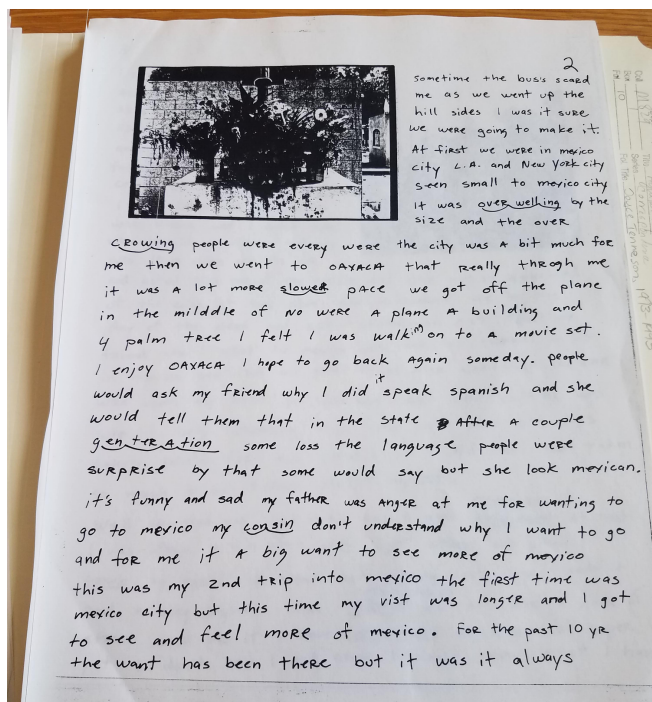 2
sometime the bus's scard
me as we went up the
hill sides I was it sure
we were going to make it.
At first we were in mexico
city L.A. and New York city
seen small to mexico city
it was over welling by the
size and the over
crowing people were every were the city was a bit much for
me then we went to OAXACA that really throgh me
it was a lot more slower pace we got off the plane
in the milddle of no were a plane a building and
4 palm tree I felt I was walkin on to a movie set.
I enjoy OAXACA I hope to go back again someday. people
would ask my friend why I did it speak spanish and she
would tell them that in the state After a couple
gentration some loss the language people were
surprise by that some would say but she look mexican.
it's funny and sad my father was anger at me for wanting to
go to mexico my consin don't understand why I want to go
and for me it a big want to see more of mexico
this was my 2nd trip into mexico the first time was
mexico city but this time my vist was longer and I got
to see and feel more of mexico. For the past 10 yr
the want has been there but it was it always